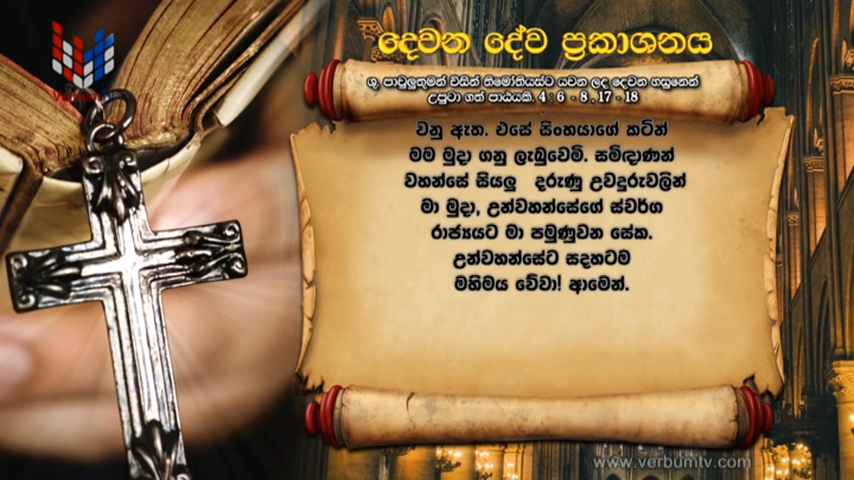 දෙවන දේව ප්‍රකාශනය
ශු. පාවුලුතුමන් විසින් තිමෝතියස්ට යවන ලද දෙවන හසුනෙන්
උපුටා ගත් පාඨයකි. 4 : 6 - 8 , 17 - 18
වනු ඇත. එසේ සිංහයාගේ කටින්
මම මුදා ගනු ලැබුවෙමි. සමිඳාණන්
වහන්සේ සියලු දරුණු උවදුරුවලින්
මා මුදා, උන්වහන්සේගේ ස්වර්ග
රාජ්‍යයට මා පමුණුවන සේක.
උන්වහන්සේට සදහටම
මහිමය වේවා! ආමෙන්.
www.verbumtv.com